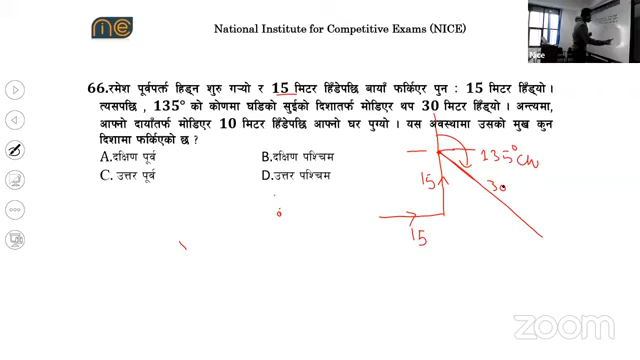 National Institute for Competitive Exams (NICE)
Nice
66. रमेश पूर्वपर्त्क हिड्न शुरु गर्‍यो र 15 मिटर हिँडेपछि बायाँ फर्किएर पुन : 15 मिटर हिँड्यो ।
त्यसपछि , 135° को कोणमा घडिको सुईको दिशातर्फ मोडिएर थप 30 मिटर हिँड्यो । अन्त्यमा,
आफ्नो दायाँतर्फ मोडिएर 10 मिटर हिँडेपछि आफ्नो घर पुग्यो । यस अवस्थामा उसको मुख कुन
दिशामा फर्किएको छ ?
A. दक्षिण पूर्व B. दक्षिण पश्चिम
C. उत्तर पूर्व D. उत्तर पश्चिम
135° CW
15
30
15
zoom